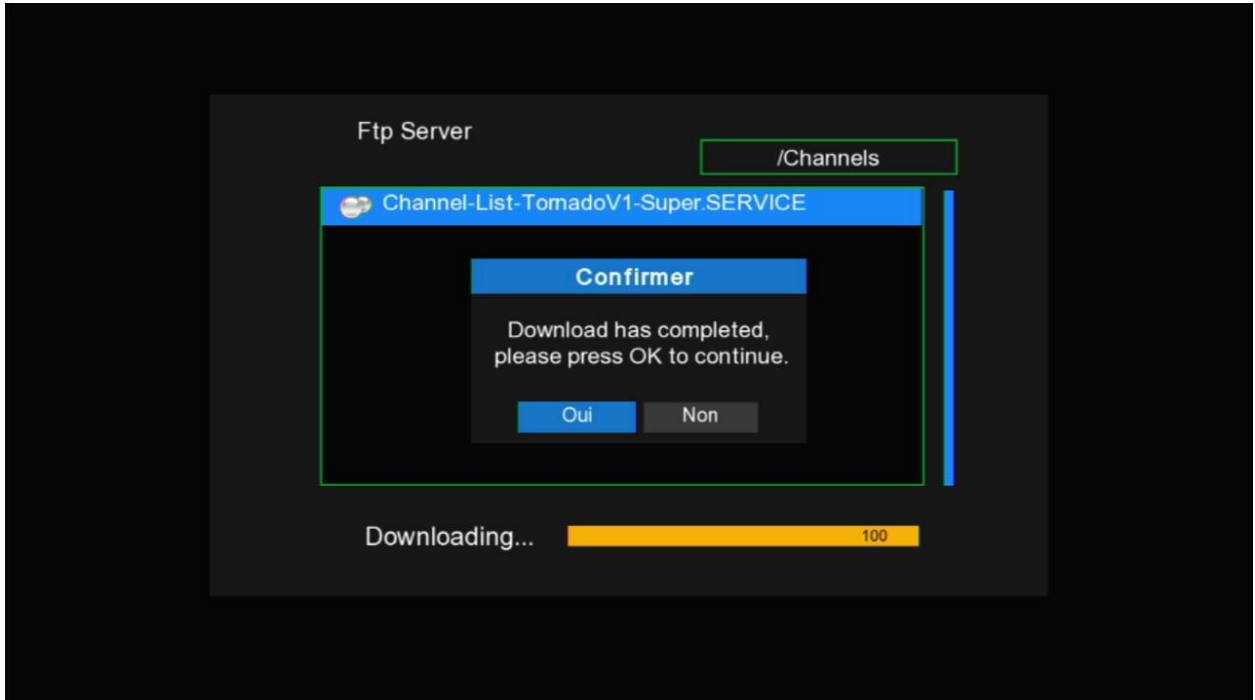 Ftp Server
/Channels
Channel-List-TornadoV1-Super.SERVICE
Confirmer
Download has completed,
please press OK to continue.
Oui
Non
Downloading...
100